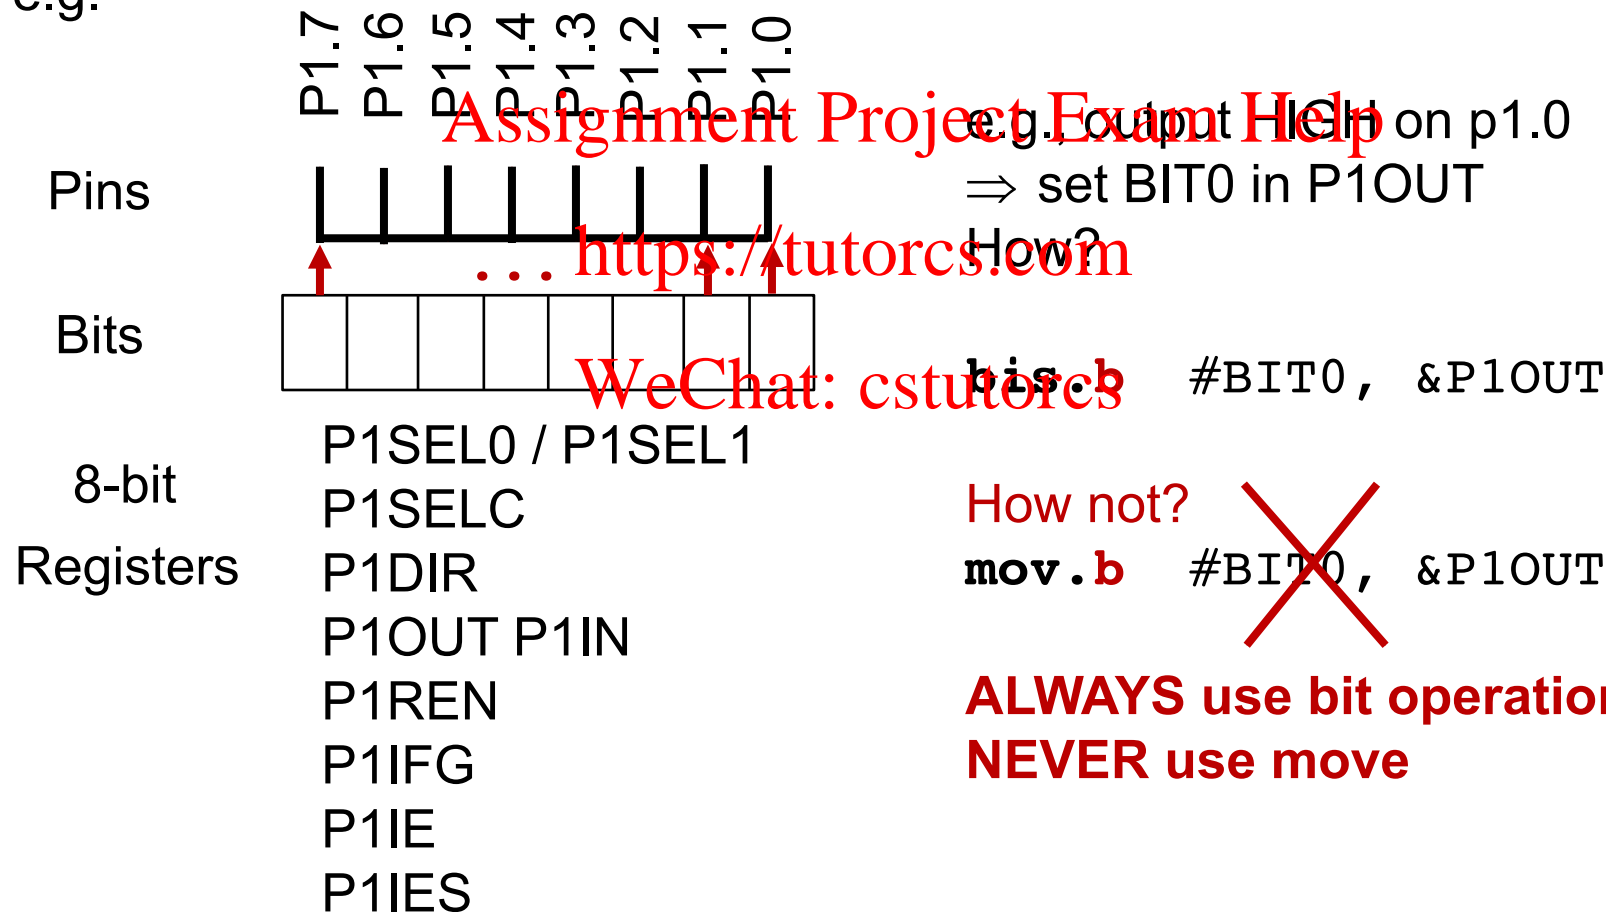 e.g.
P1.7
P1.6
P1.5
P1.4
P1.3
P1.2
P1.1
P1.0
Assignment Project Exam Help
e.g., output HIGH on p1.0
Pins
⇒ set BIT0 in P1OUT
How?
...
https://tutorcs.com
Bits
WeChat: cstutorcs
bis.b #BIT0, &P1OUT
8-bit
Registers
P1SEL0 / P1SEL1
P1SELC
P1DIR
P1OUT P1IN
P1REN
P1IFG
P1IE
P1IES
How not?
mov.b #BIT0, &P1OUT
ALWAYS use bit operation
NEVER use move